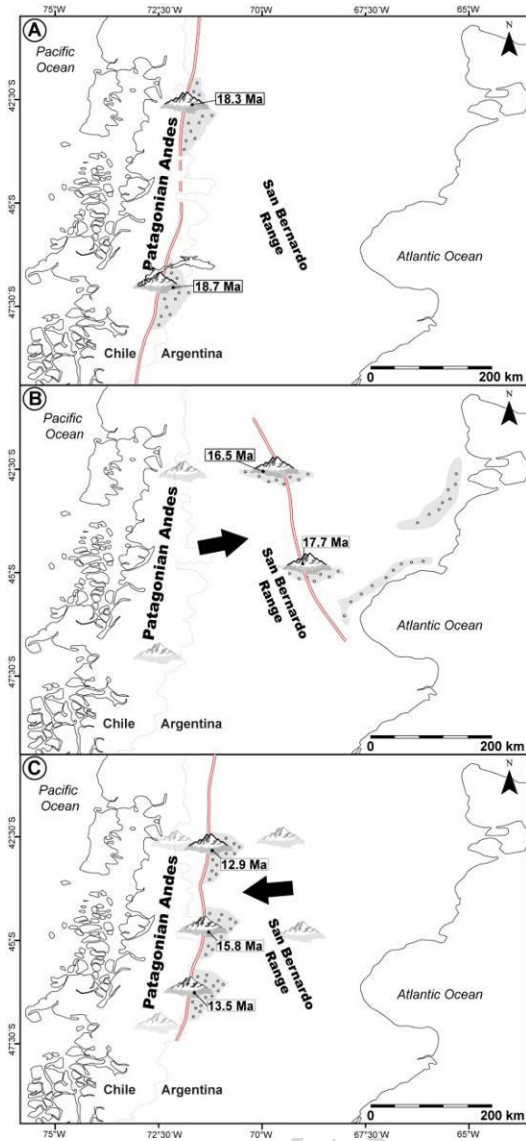 75°W 72°30'W 70°W 67°30'W 65°W
A
Pacific
Ocean
N
42°30'S
18.3 Ma
Patagonian Andes
45°S
San Bernardo
Range
Atlantic Ocean
18.7 Ma
47°30'S
Chile Argentina
0 200 km
B
Pacific
Ocean
N
42°30'S
16.5 Ma
17.7 Ma
Patagonian Andes
45°S
San Bernardo
Range
Atlantic Ocean
47°30'S
Chile Argentina
0 200 km
C
Pacific
Ocean
N
42°30'S
12.9 Ma
Patagonian Andes
15.8 Ma
45°S
San Bernardo
Range
13.5 Ma
Atlantic Ocean
47°30'S
Chile Argentina
0 200 km
75°W 72°30'W 70°W 67°30'W 65°W